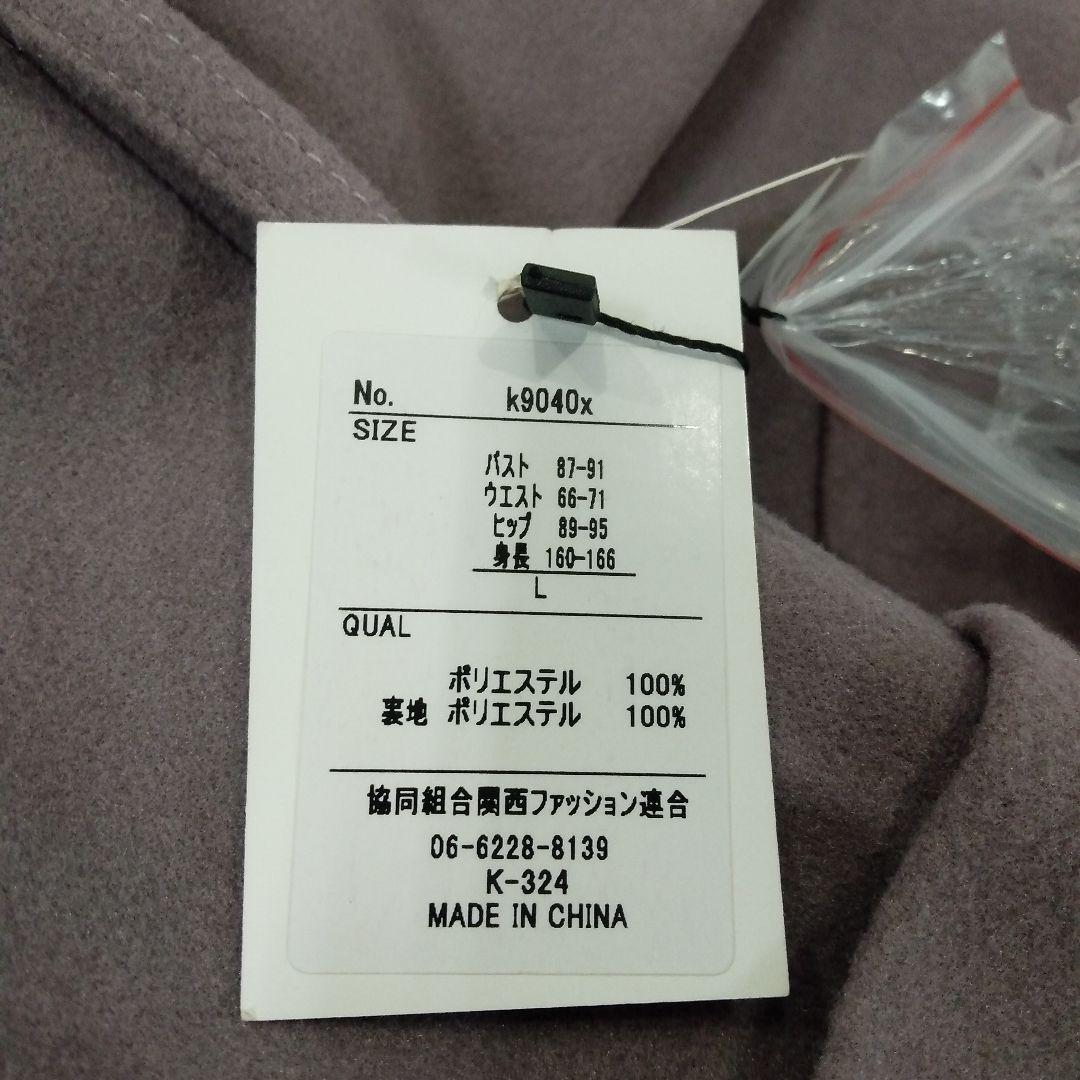 No. k9040x
SIZE
バスト 87-91
ウエスト 66-71
ヒップ 89-95
身長 160-166
L
QUAL
ポリエステル 100%
裏地 ポリエステル 100%
協同組合関西ファッション連合
06-6228-8139
K-324
MADE IN CHINA